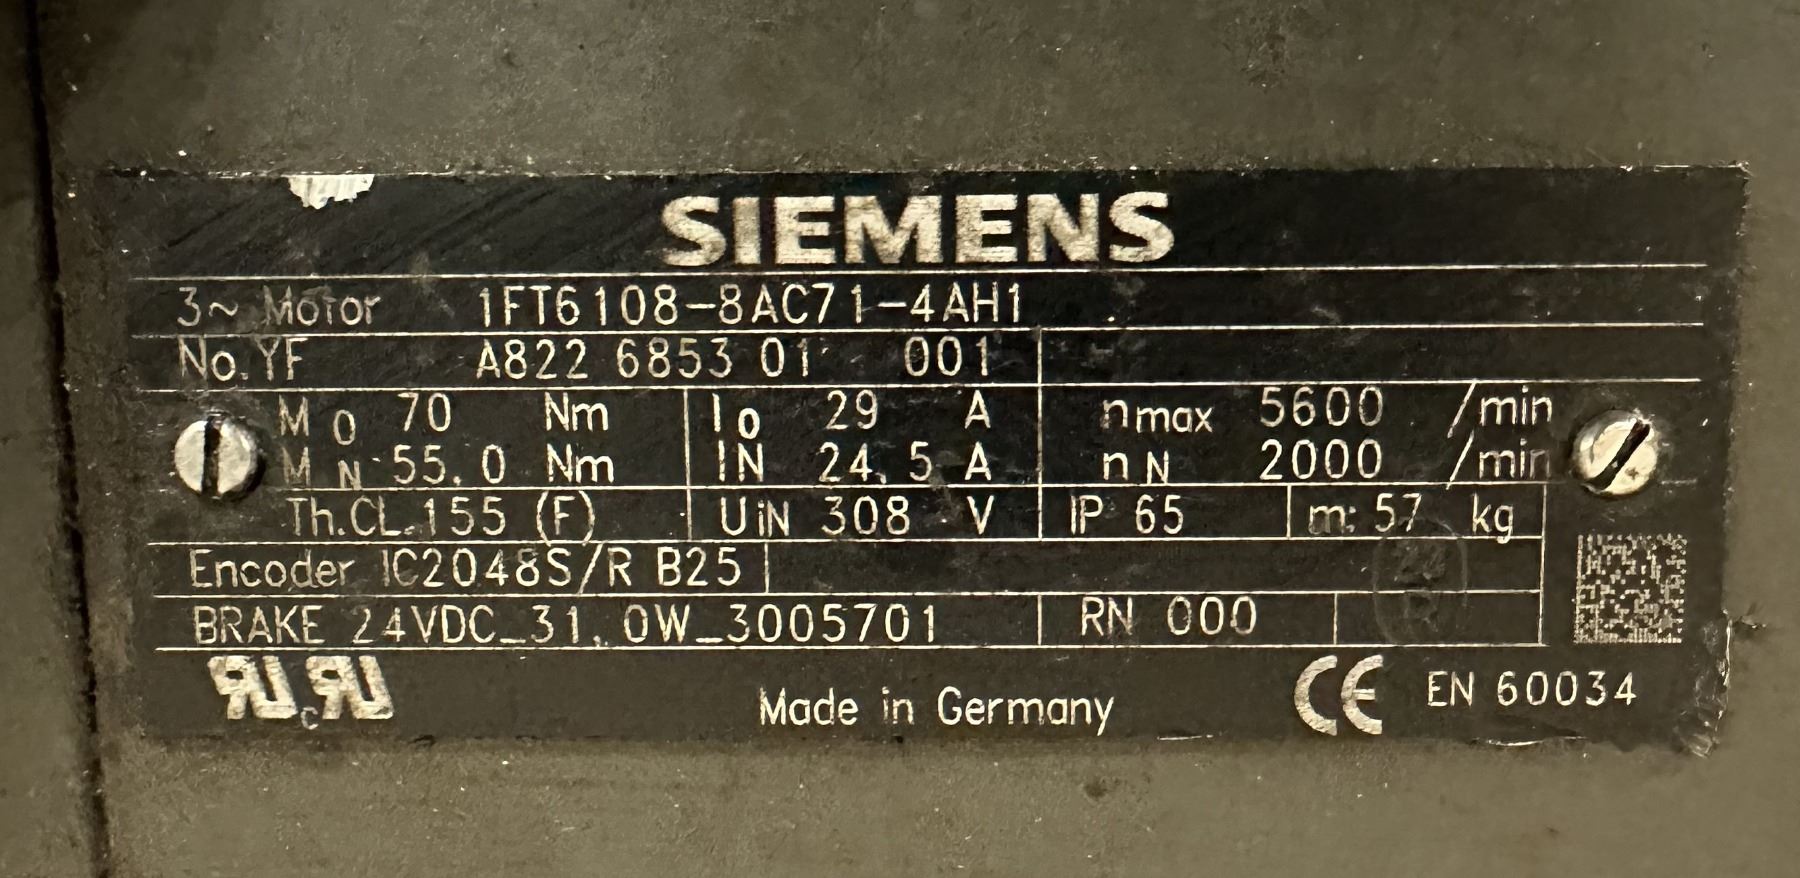 SIEMENS
3~ Motor 1FT6108-8AC71-4AH1
No.YF A822 6853 01 001
M0 70 Nm I0 29 A nmax 5600 /min
MN 55.0 Nm IN 24.5 A nN 2000 /min
Th.CL.155 (F) UiN 308 V IP 65 m: 57 kg
Encoder IC2048S/R B25
BRAKE 24VDC_31.0W_3005701 RN 000
RU c RU Made in Germany CE EN 60034